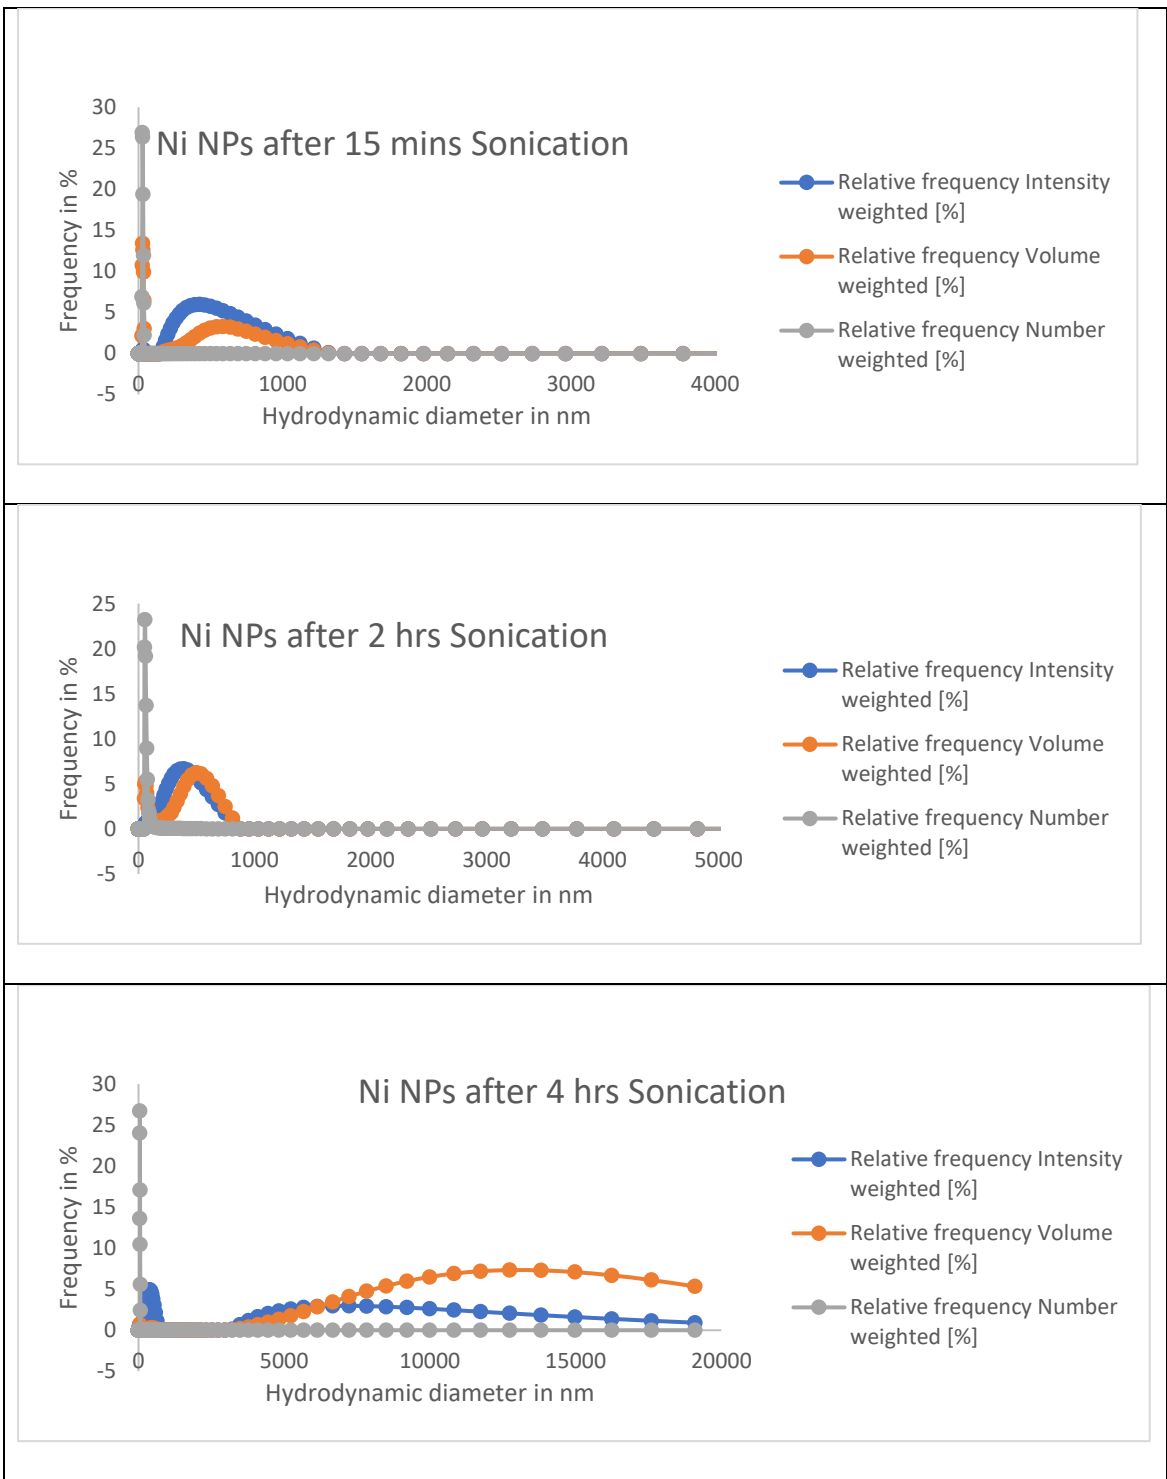 Ni NPs after 15 mins Sonication
30
25
20
15
10
5
0
-5
Frequency in %
0 1000 2000 3000 4000
Hydrodynamic diameter in nm
Relative frequency Intensity
weighted [%]
Relative frequency Volume
weighted [%]
Relative frequency Number
weighted [%]
Ni NPs after 2 hrs Sonication
25
20
15
10
5
0
-5
Frequency in %
0 1000 2000 3000 4000 5000
Hydrodynamic diameter in nm
Relative frequency Intensity
weighted [%]
Relative frequency Volume
weighted [%]
Relative frequency Number
weighted [%]
Ni NPs after 4 hrs Sonication
30
25
20
15
10
5
0
-5
Frequency in %
0 5000 10000 15000 20000
Hydrodynamic diameter in nm
Relative frequency Intensity
weighted [%]
Relative frequency Volume
weighted [%]
Relative frequency Number
weighted [%]